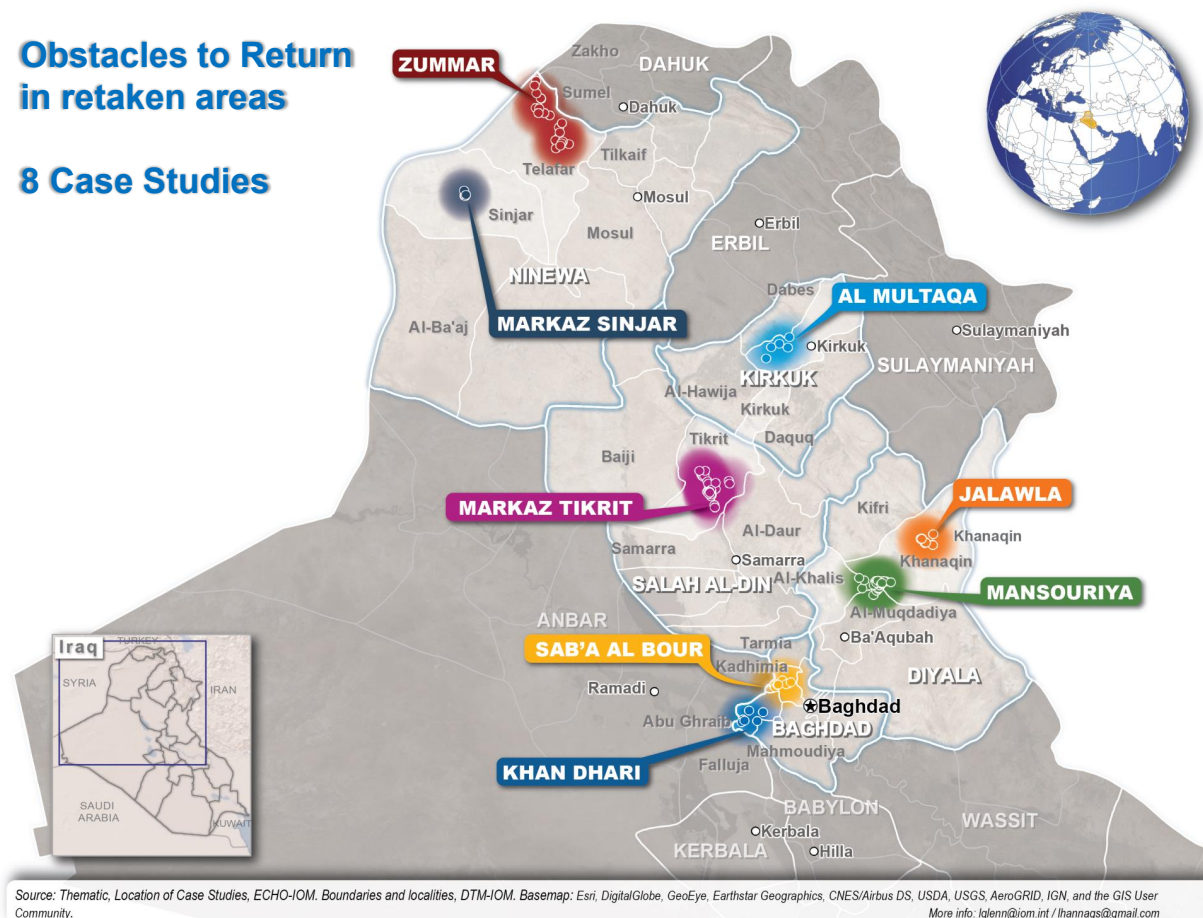 Obstacles to Return
in retaken areas
8 Case Studies
ZUMMAR
Zakho
DAHUK
Sumel
Dahuk
Tilkaif
Telafar
Mosul
Sinjar
Mosul
Erbil
ERBIL
NINEWA
Dabes
AL MULTAQA
Al-Ba'aj
MARKAZ SINJAR
Kirkuk
Sulaymaniyah
SULAYMANIYAH
KIRKUK
Al-Hawija
Kirkuk
Tikrit
Daquq
Baiji
JALAWLA
MARKAZ TIKRIT
Kifri
Al-Daur
Khanaqin
Samarra
Samarra
Khanaqin
SALAH AL-DIN
Al-Khalis
MANSOURIYA
ANBAR
Al-Muqdadiya
Tarmia
Ba'Aqubah
SAB'A AL BOUR
Kadhimia
DIYALA
Ramadi
Baghdad
Abu Ghraib
BAGHDAD
Mahmoudiya
KHAN DHARI
Falluja
BABYLON
WASSIT
Kerbala
KERBALA
Hilla
Iraq
TURKEY
SYRIA
IRAN
SAUDI
ARABIA
KUWAIT
Source: Thematic, Location of Case Studies, ECHO-IOM. Boundaries and localities, DTM-IOM. Basemap: Esri, DigitalGlobe, GeoEye, Earthstar Geographics, CNES/Airbus DS, USDA, USGS, AeroGRID, IGN, and the GIS User
Community.
More info: lglenn@iom.int / lhannags@gmail.com